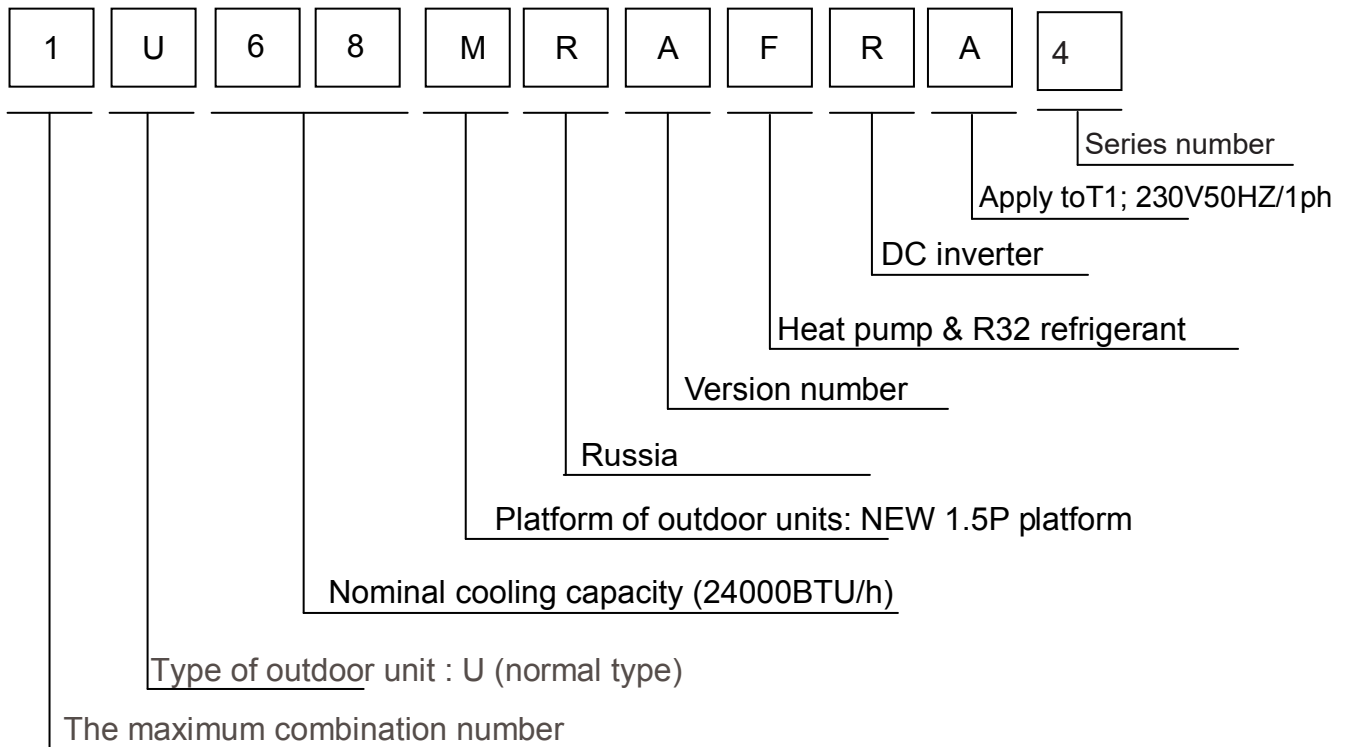 1 U 6 8 M R A F R A 4
Series number
Apply toT1; 230V50HZ/1ph
DC inverter
Heat pump & R32 refrigerant
Version number
Russia
Platform of outdoor units: NEW 1.5P platform
Nominal cooling capacity (24000BTU/h)
Type of outdoor unit : U (normal type)
The maximum combination number